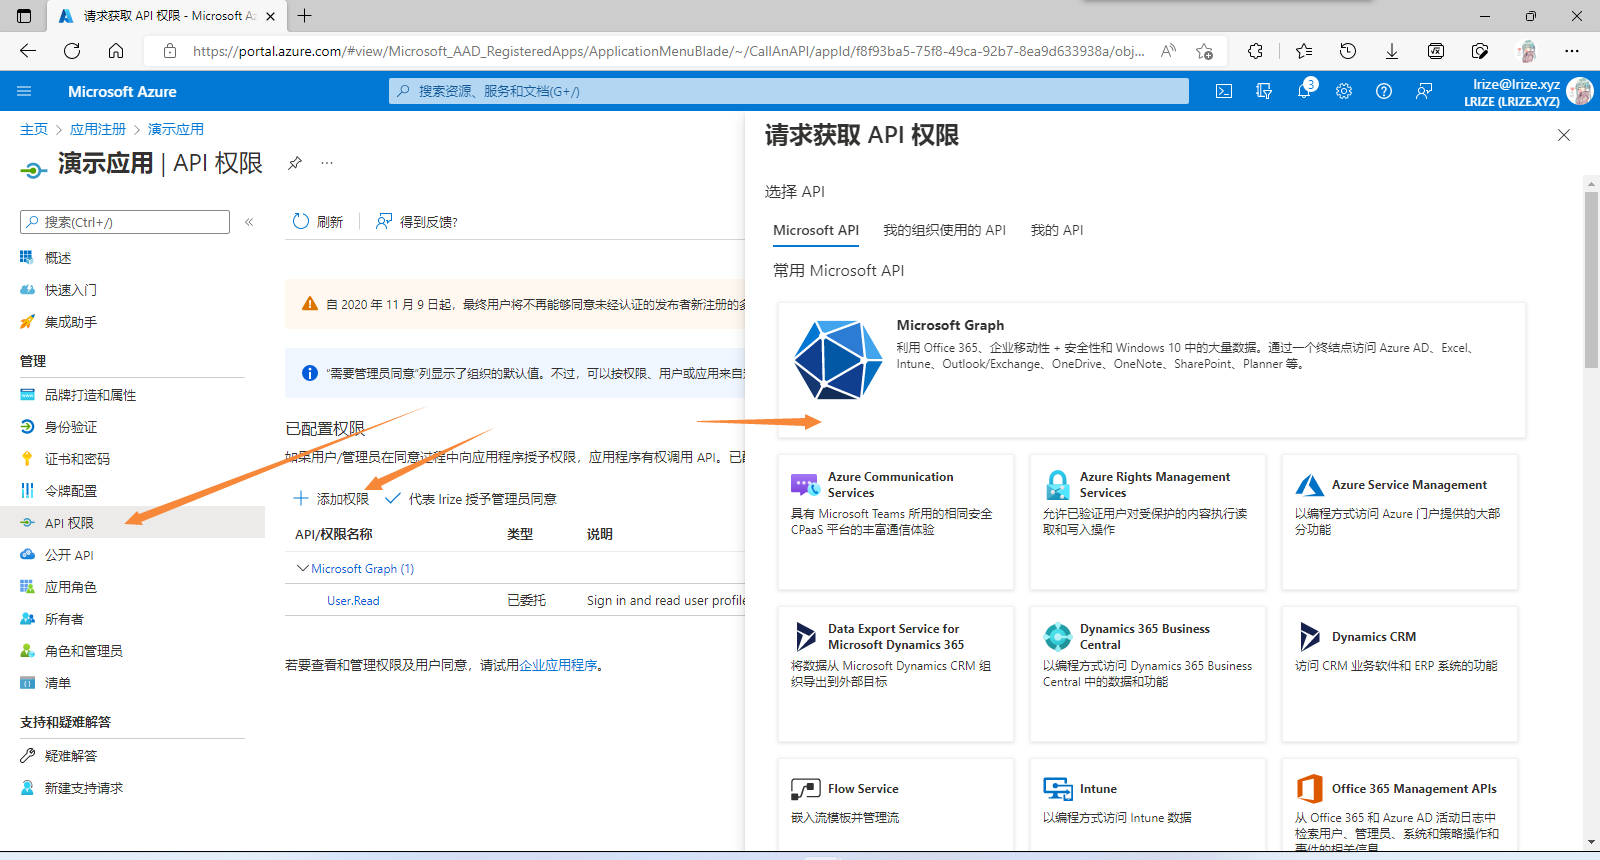 请求获取 API 权限 - Microsoft Az
https://portal.azure.com/#view/Microsoft_AAD_RegisteredApps/ApplicationMenuBlade/~/CallAnAPI/appId/f8f93ba5-75f8-49ca-92b7-8ea9d633938a/obj...
Microsoft Azure
搜索资源、服务和文档(G+/)
3
lrize@lrize.xyz
LRIZE (LRIZE.XYZ)
主页 > 应用注册 > 演示应用
演示应用 | API 权限
搜索(Ctrl+/)
概述
快速入门
集成助手
管理
品牌打造和属性
身份验证
证书和密码
令牌配置
API 权限
公开 API
应用角色
所有者
角色和管理员
清单
支持和疑难解答
疑难解答
新建支持请求
刷新
得到反馈?
自 2020 年 11 月 9 日起，最终用户将不再能够同意未经认证的发布者新注册的多
"需要管理员同意"列显示了组织的默认值。不过，可以按权限、用户或应用来自定
已配置权限
如果用户/管理员在同意过程中向应用程序授予权限，应用程序有权调用 API。已配
添加权限
代表 lrize 授予管理员同意
API/权限名称 类型 说明
Microsoft Graph (1)
User.Read 已委托 Sign in and read user profile
若要查看和管理权限及用户同意，请试用企业应用程序。
请求获取 API 权限
选择 API
Microsoft API 我的组织使用的 API 我的 API
常用 Microsoft API
Microsoft Graph
利用 Office 365、企业移动性 + 安全性和 Windows 10 中的大量数据。通过一个终结点访问 Azure AD、Excel、
Intune、Outlook/Exchange、OneDrive、OneNote、SharePoint、Planner 等。
Azure Communication
Services
具有 Microsoft Teams 所用的相同安全
CPaaS 平台的丰富通信体验
Azure Rights Management
Services
允许已验证用户对受保护的内容执行读
取和写入操作
Azure Service Management
以编程方式访问 Azure 门户提供的大部
分功能
Data Export Service for
Microsoft Dynamics 365
将数据从 Microsoft Dynamics CRM 组
织导出到外部目标
Dynamics 365 Business
Central
以编程方式访问 Dynamics 365 Business
Central 中的数据和功能
Dynamics CRM
访问 CRM 业务软件和 ERP 系统的功能
Flow Service
嵌入流模板并管理流
Intune
以编程方式访问 Intune 数据
Office 365 Management APIs
从 Office 365 和 Azure AD 活动日志中
检索用户、管理员、系统和策略操作和
事件的相关信息